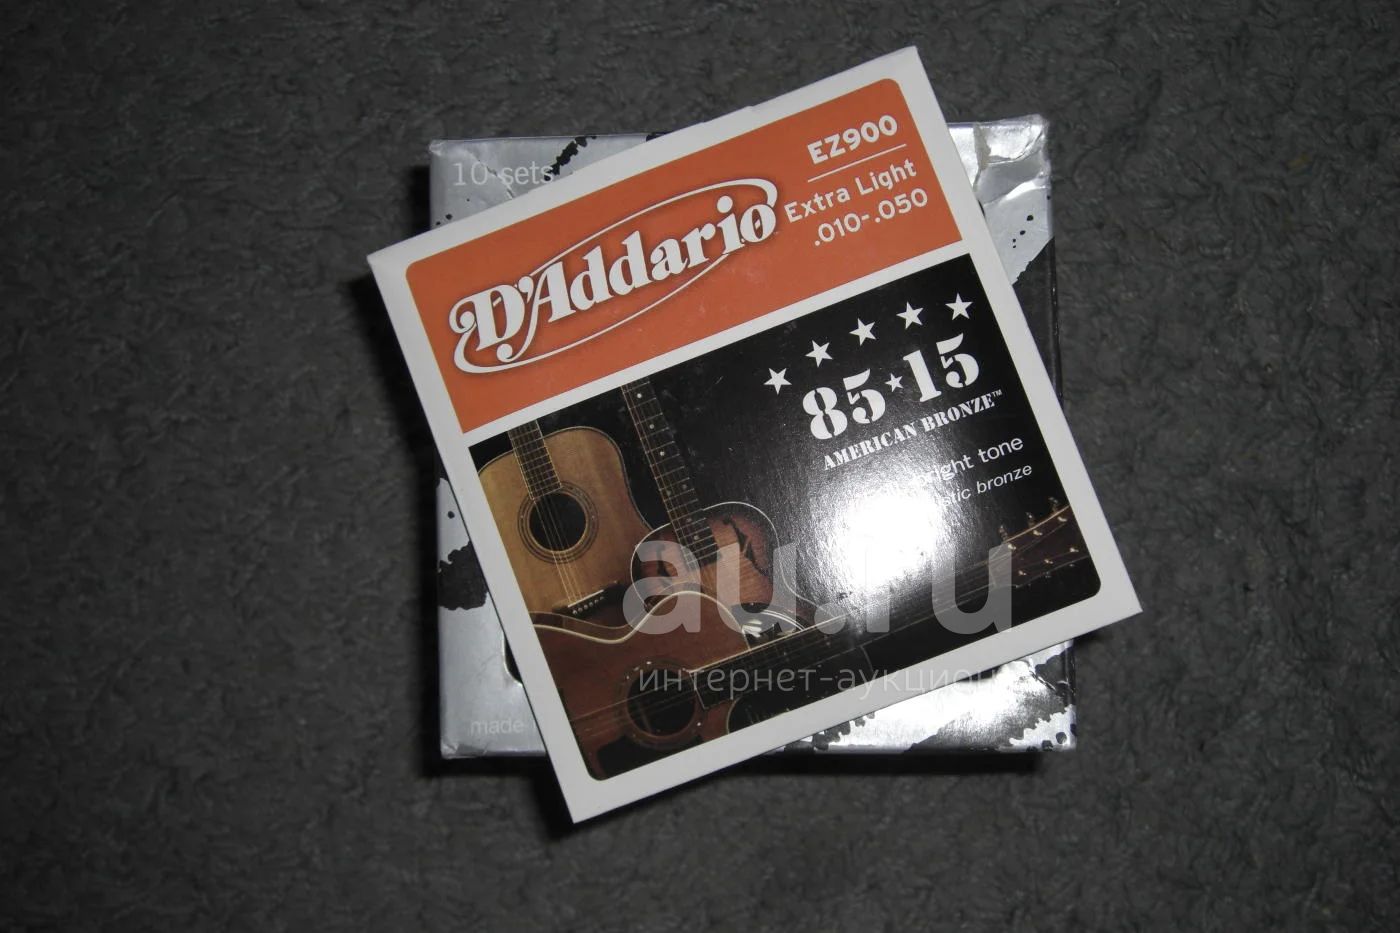 10 sets
D'Addario
EZ900
Extra Light
.010-.050
85★15
AMERICAN BRONZE™
bright tone
bronze
au.ru
интернет-аукцион
made